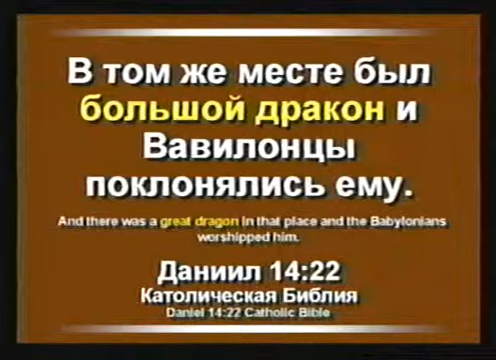 В том же месте был
большой дракон и
Вавилонцы
поклонялись ему.
And there was a great dragon in that place and the Babylonians
worshipped him.
Даниил 14:22
Католическая Библия
Daniel 14:22 Catholic Bible